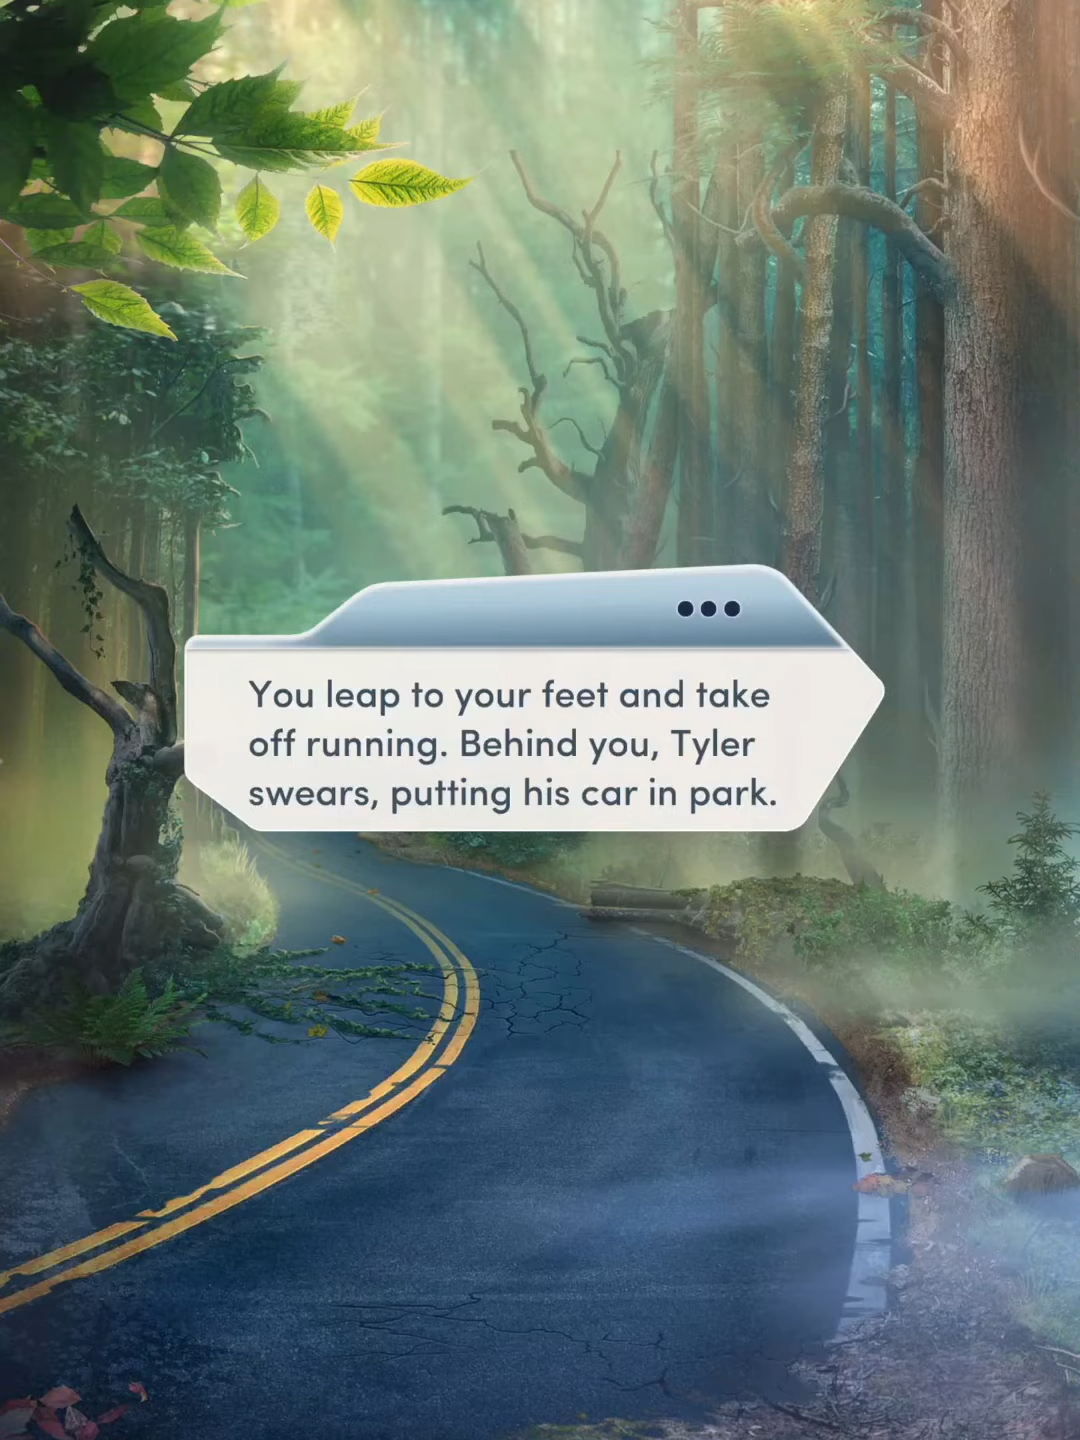 You leap to your feet and take
off running. Behind you, Tyler
swears, putting his car in park.